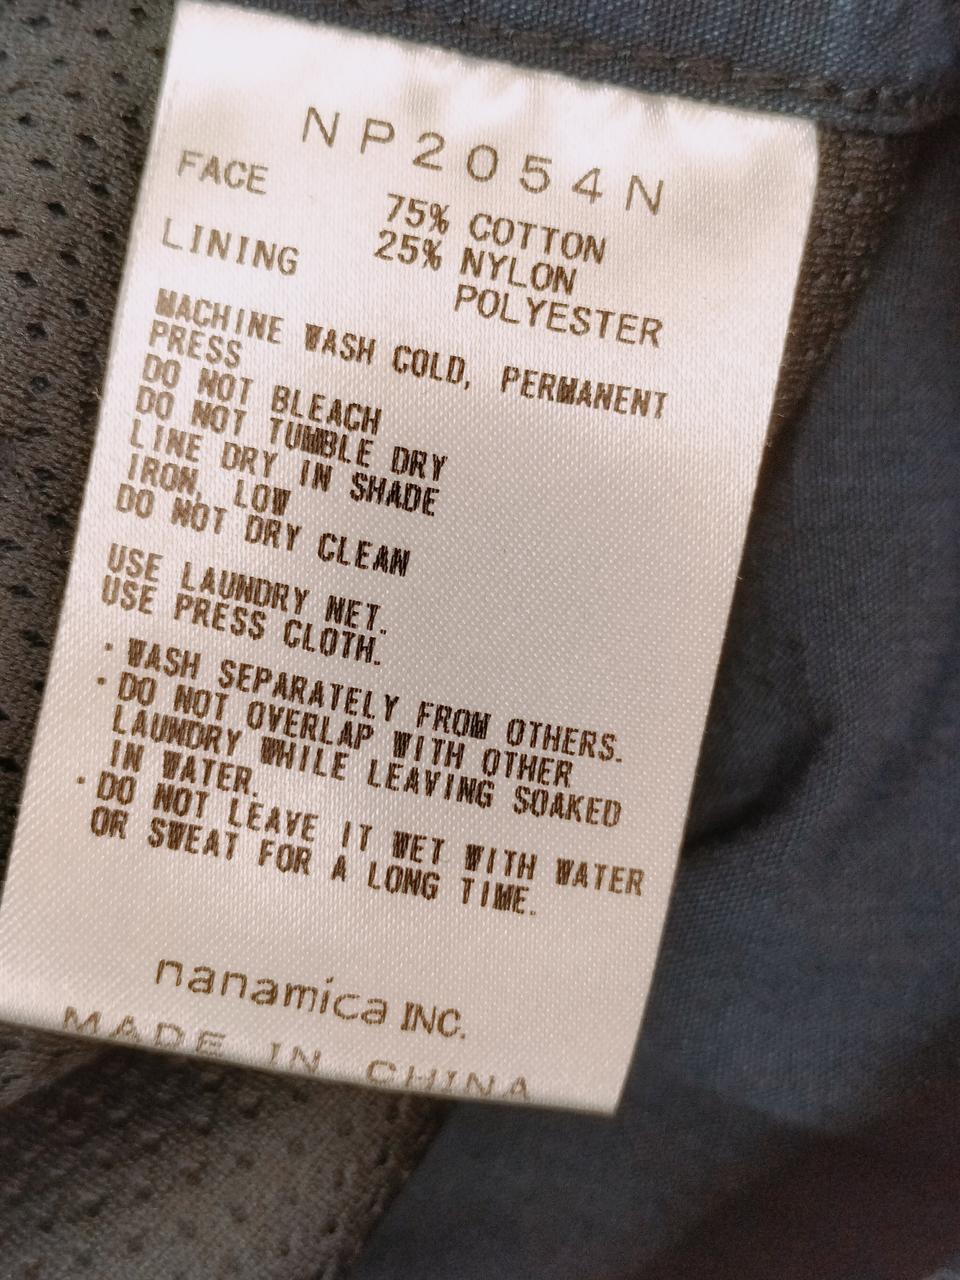 NP2054N
FACE 75% COTTON
25% NYLON
LINING POLYESTER
MACHINE WASH COLD, PERMANENT
PRESS
DO NOT BLEACH
DO NOT TUMBLE DRY
LINE DRY IN SHADE
IRON, LOW
DO NOT DRY CLEAN
USE LAUNDRY NET.
USE PRESS CLOTH.
・WASH SEPARATELY FROM OTHERS.
・DO NOT OVERLAP WITH OTHER
LAUNDRY WHILE LEAVING SOAKED
IN WATER.
・DO NOT LEAVE IT WET WITH WATER
OR SWEAT FOR A LONG TIME.
nanamica INC.
MADE IN CHINA